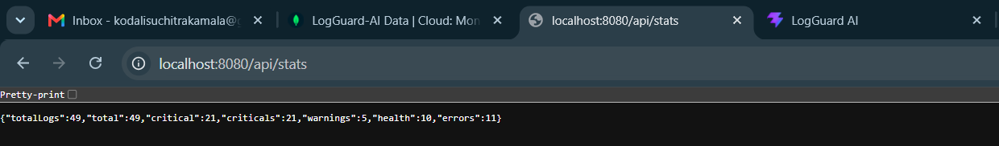 Inbox - kodalisuchitrakamala@g
LogGuard-AI Data | Cloud: Mon
localhost:8080/api/stats
LogGuard AI
localhost:8080/api/stats
Pretty-print
{"totalLogs":49,"total":49,"critical":21,"criticals":21,"warnings":5,"health":10,"errors":11}